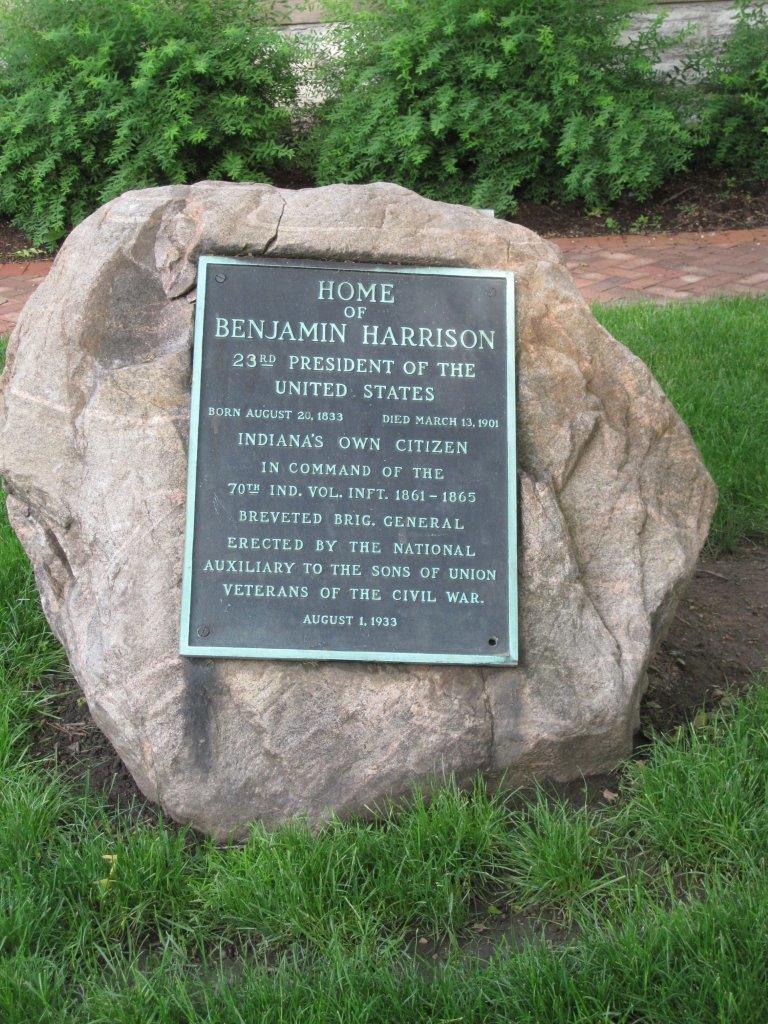 HOME
OF
BENJAMIN HARRISON
23RD PRESIDENT OF THE
UNITED STATES
BORN AUGUST 20, 1833 DIED MARCH 13, 1901
INDIANA'S OWN CITIZEN
IN COMMAND OF THE
70TH IND. VOL. INFT. 1861-1865
BREVETED BRIG. GENERAL
ERECTED BY THE NATIONAL
AUXILIARY TO THE SONS OF UNION
VETERANS OF THE CIVIL WAR.
AUGUST 1, 1933